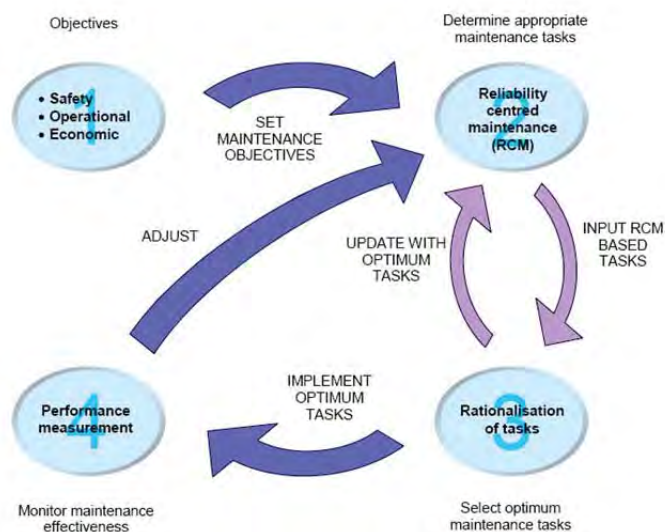 Objectives
Determine appropriate
maintenance tasks
1
• Safety
• Operational
• Economic
SET
MAINTENANCE
OBJECTIVES
2
Reliability
centred
maintenance
(RCM)
ADJUST
UPDATE WITH
OPTIMUM
TASKS
INPUT RCM
BASED
TASKS
4
Performance
measurement
IMPLEMENT
OPTIMUM
TASKS
3
Rationalisation
of tasks
Monitor maintenance
effectiveness
Select optimum
maintenance tasks